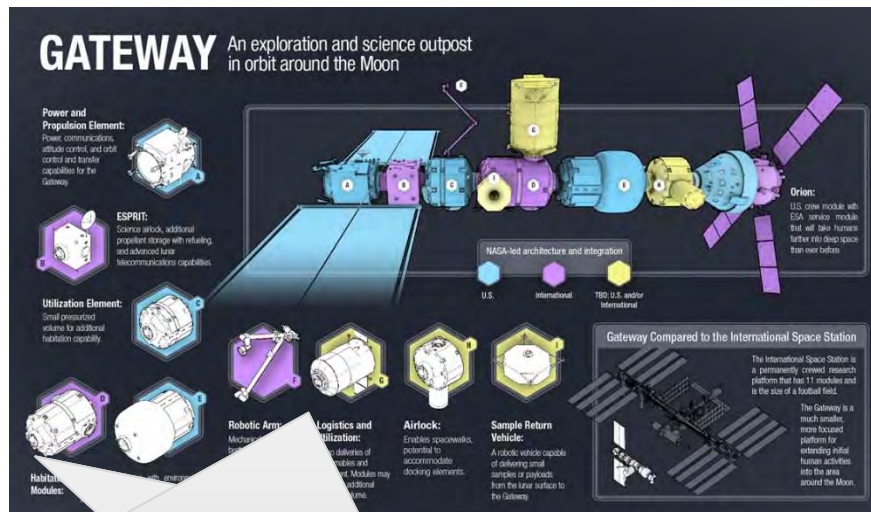 GATEWAY
An exploration and science outpost
in orbit around the Moon
Power and
Propulsion Element:
Power, communications,
attitude control, and orbit
control and transfer
capabilities for the
Gateway.
A
ESPRIT:
Science airlock, additional
propellant storage with refueling,
and advanced lunar
telecommunications capabilities.
B
Utilization Element:
Small pressurized
volume for additional
habitation capability.
C
D
E
Modules:
F
G
A
B
C
I
D
E
H
Orion:
U.S. crew module with
ESA service module
that will take humans
further into deep space
than ever before
NASA-led architecture and integration
U.S.
International
TBD: U.S. and/or
International
F
Robotic Arm:
G
Logistics and
Utilization:
deliveries of
and
Modules may
additional
H
Airlock:
Enables spacewalks,
potential to
accommodate
docking elements.
I
Sample Return
Vehicle:
A robotic vehicle capable
of delivering small
samples or payloads
from the lunar surface to
the Gateway.
Gateway Compared to the International Space Station
The International Space Station is
a permanently crewed research
platform that has 11 modules and
is the size of a football field.
The Gateway is a
much smaller,
more focused
platform for
extending initial
human activities
into the area
around the Moon.